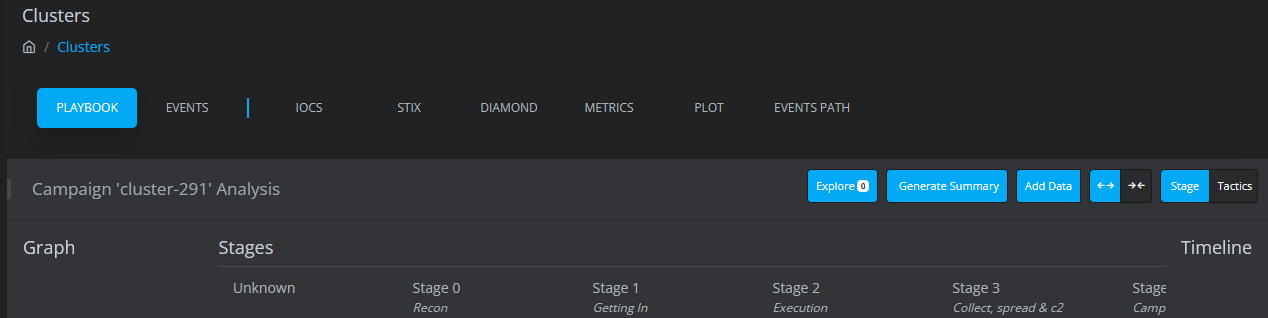 Clusters
/ Clusters
PLAYBOOK EVENTS IOCS STIX DIAMOND METRICS PLOT EVENTS PATH
Campaign 'cluster-291' Analysis Explore 0 Generate Summary Add Data Stage Tactics
Graph Stages Timeline
Unknown Stage 0 Stage 1 Stage 2 Stage 3 Stage
Recon Getting In Execution Collect, spread & c2 Camp